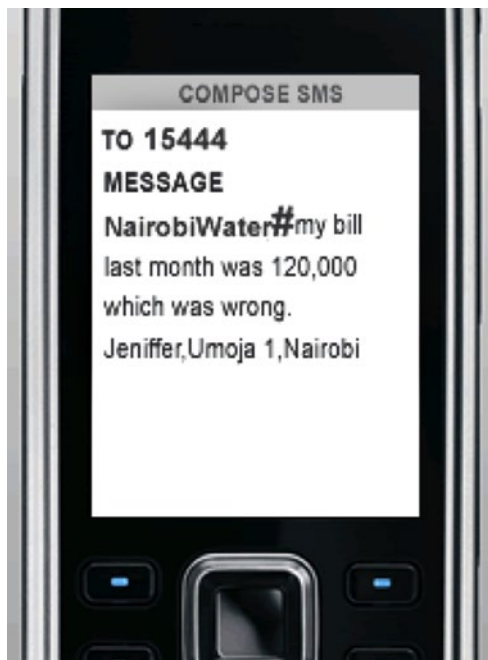 COMPOSE SMS
TO 15444
MESSAGE
NairobiWater#my bill
last month was 120,000
which was wrong.
Jeniffer,Umoja 1,Nairobi